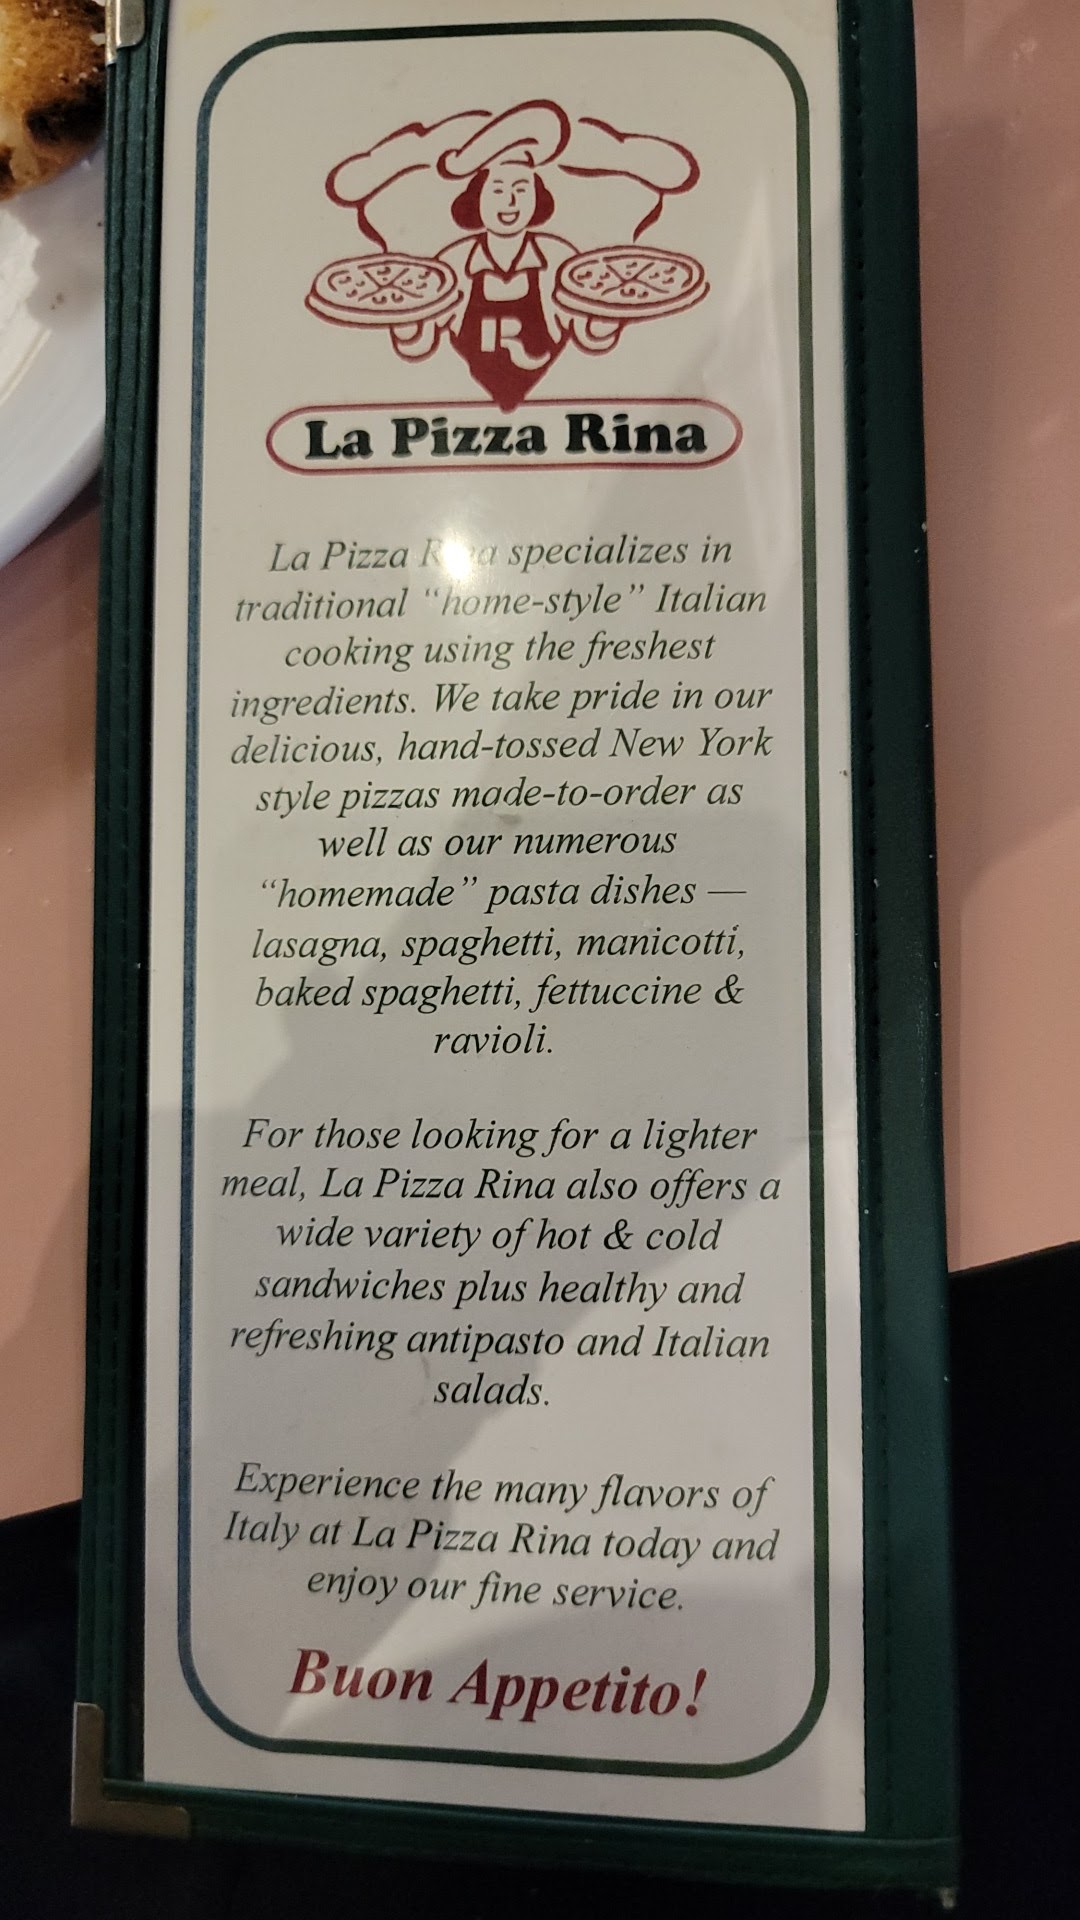 R
La Pizza Rina
La Pizza Rina specializes in
traditional “home-style” Italian
cooking using the freshest
ingredients. We take pride in our
delicious, hand-tossed New York
style pizzas made-to-order as
well as our numerous
“homemade” pasta dishes —
lasagna, spaghetti, manicotti,
baked spaghetti, fettuccine &
ravioli.
For those looking for a lighter
meal, La Pizza Rina also offers a
wide variety of hot & cold
sandwiches plus healthy and
refreshing antipasto and Italian
salads.
Experience the many flavors of
Italy at La Pizza Rina today and
enjoy our fine service.
Buon Appetito!